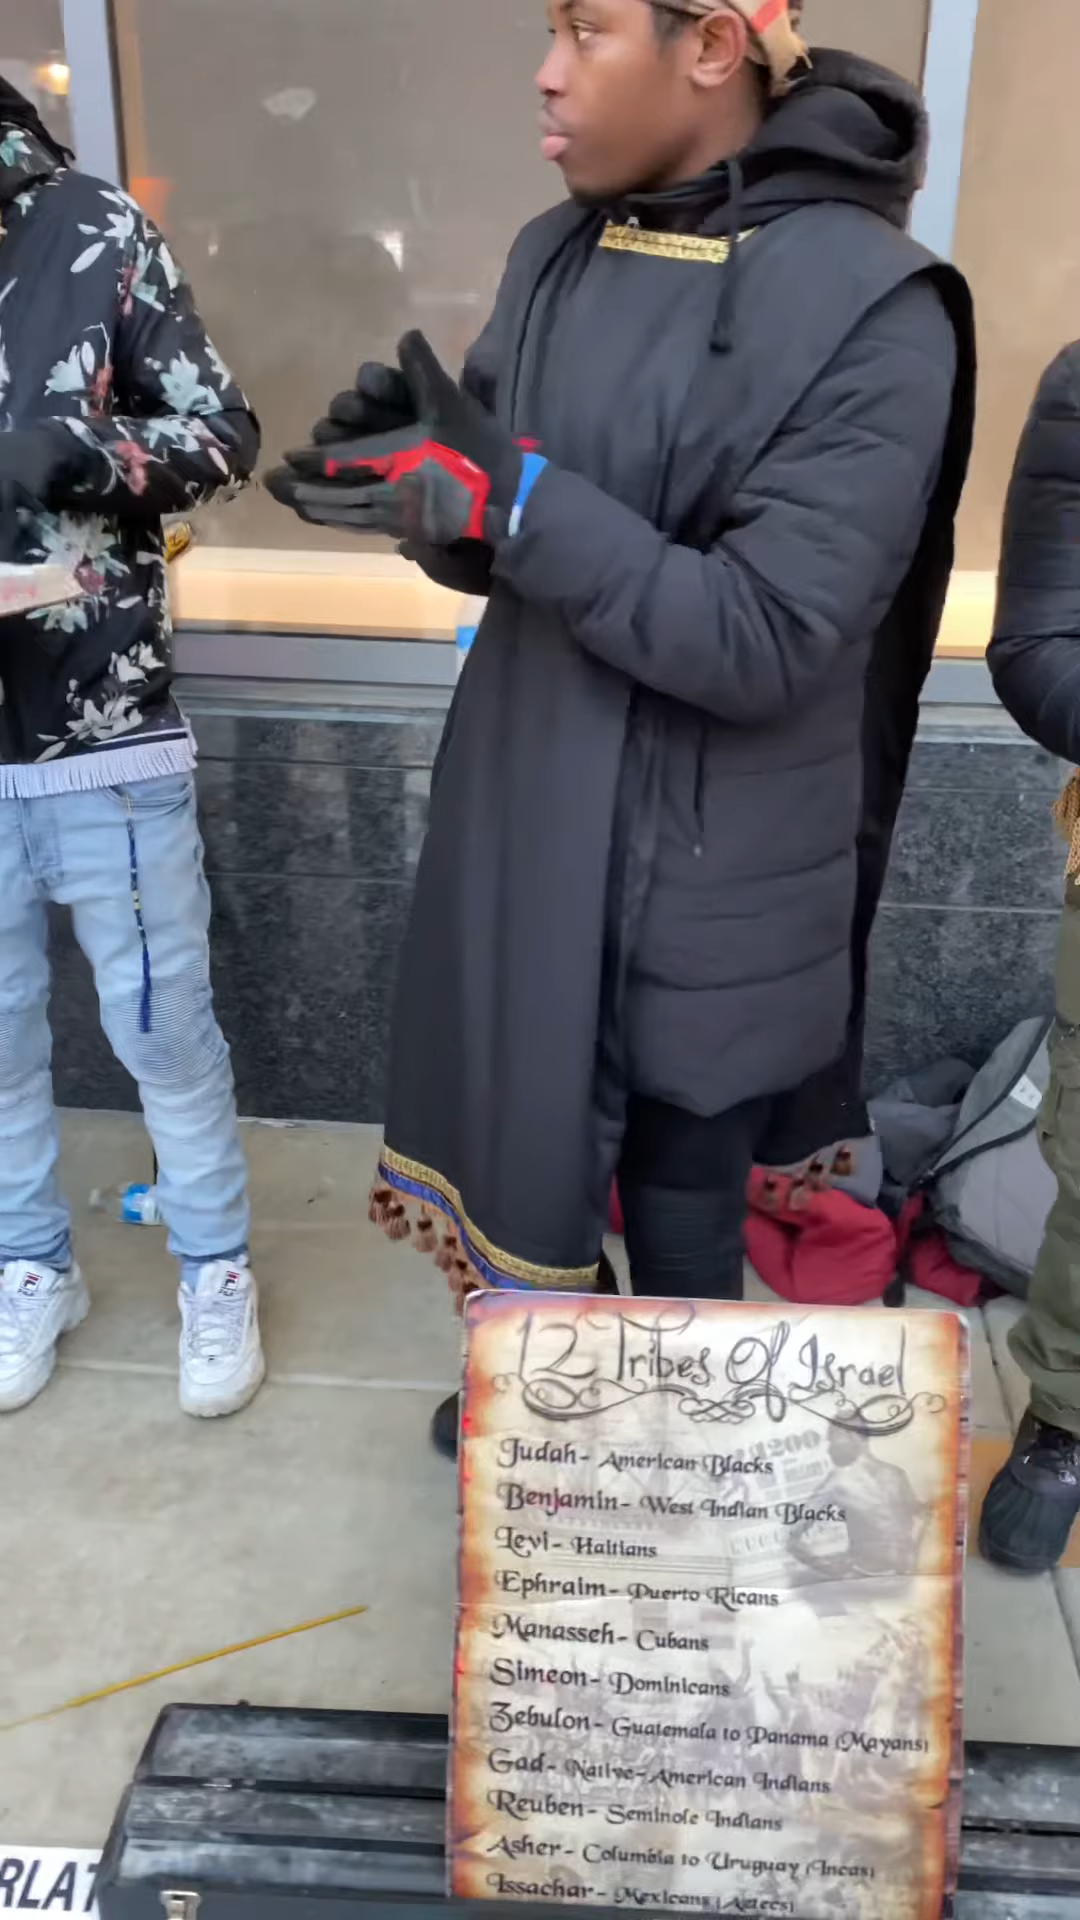 12 Tribes Of Israel
Judah- American Blacks
Benjamin- West Indian Blacks
Levi- Haitians
Ephraim- Puerto Ricans
Manasseh- Cubans
Simeon- Dominicans
Zebulon- Guatemala to Panama (Mayans)
Gad- Native-American Indians
Reuben- Seminole Indians
Asher- Columbia to Uruguay (Incas)
Issachar- Mexicans (Aztecs)
RLAT